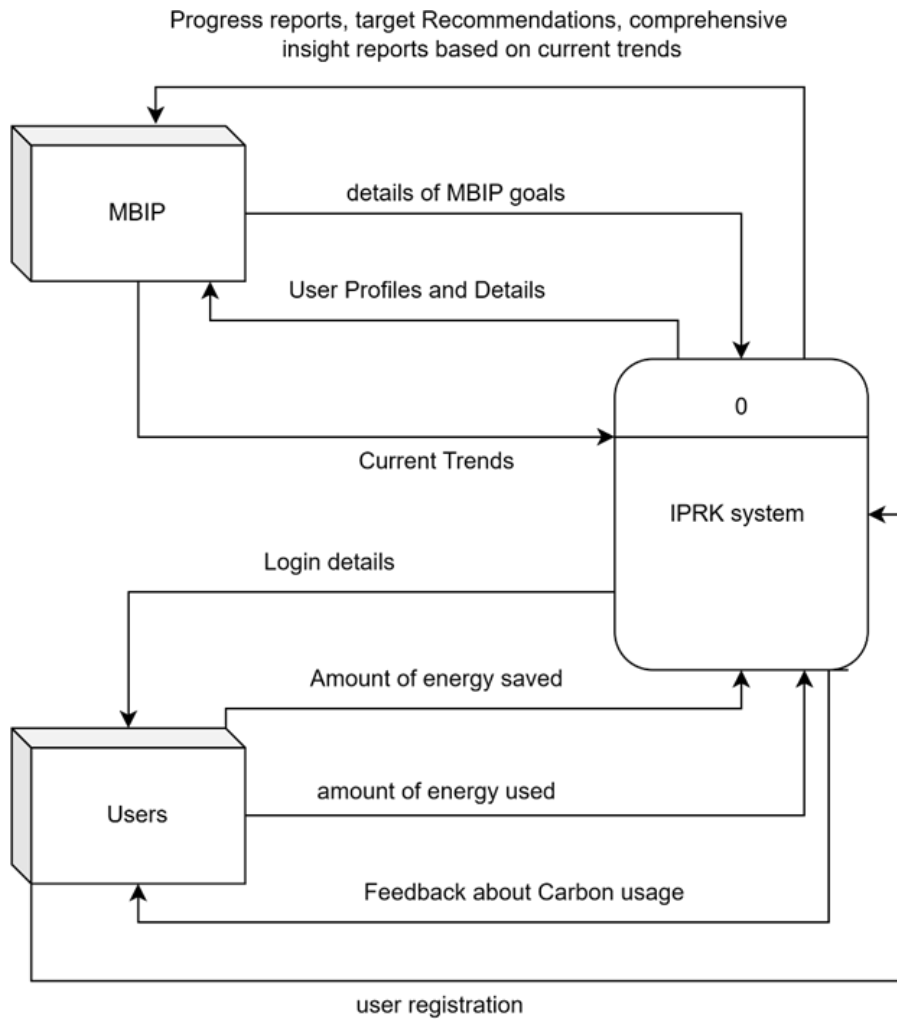 Progress reports, target Recommendations, comprehensive
insight reports based on current trends
MBIP
details of MBIP goals
User Profiles and Details
0
Current Trends
IPRK system
Login details
Amount of energy saved
Users
amount of energy used
Feedback about Carbon usage
user registration